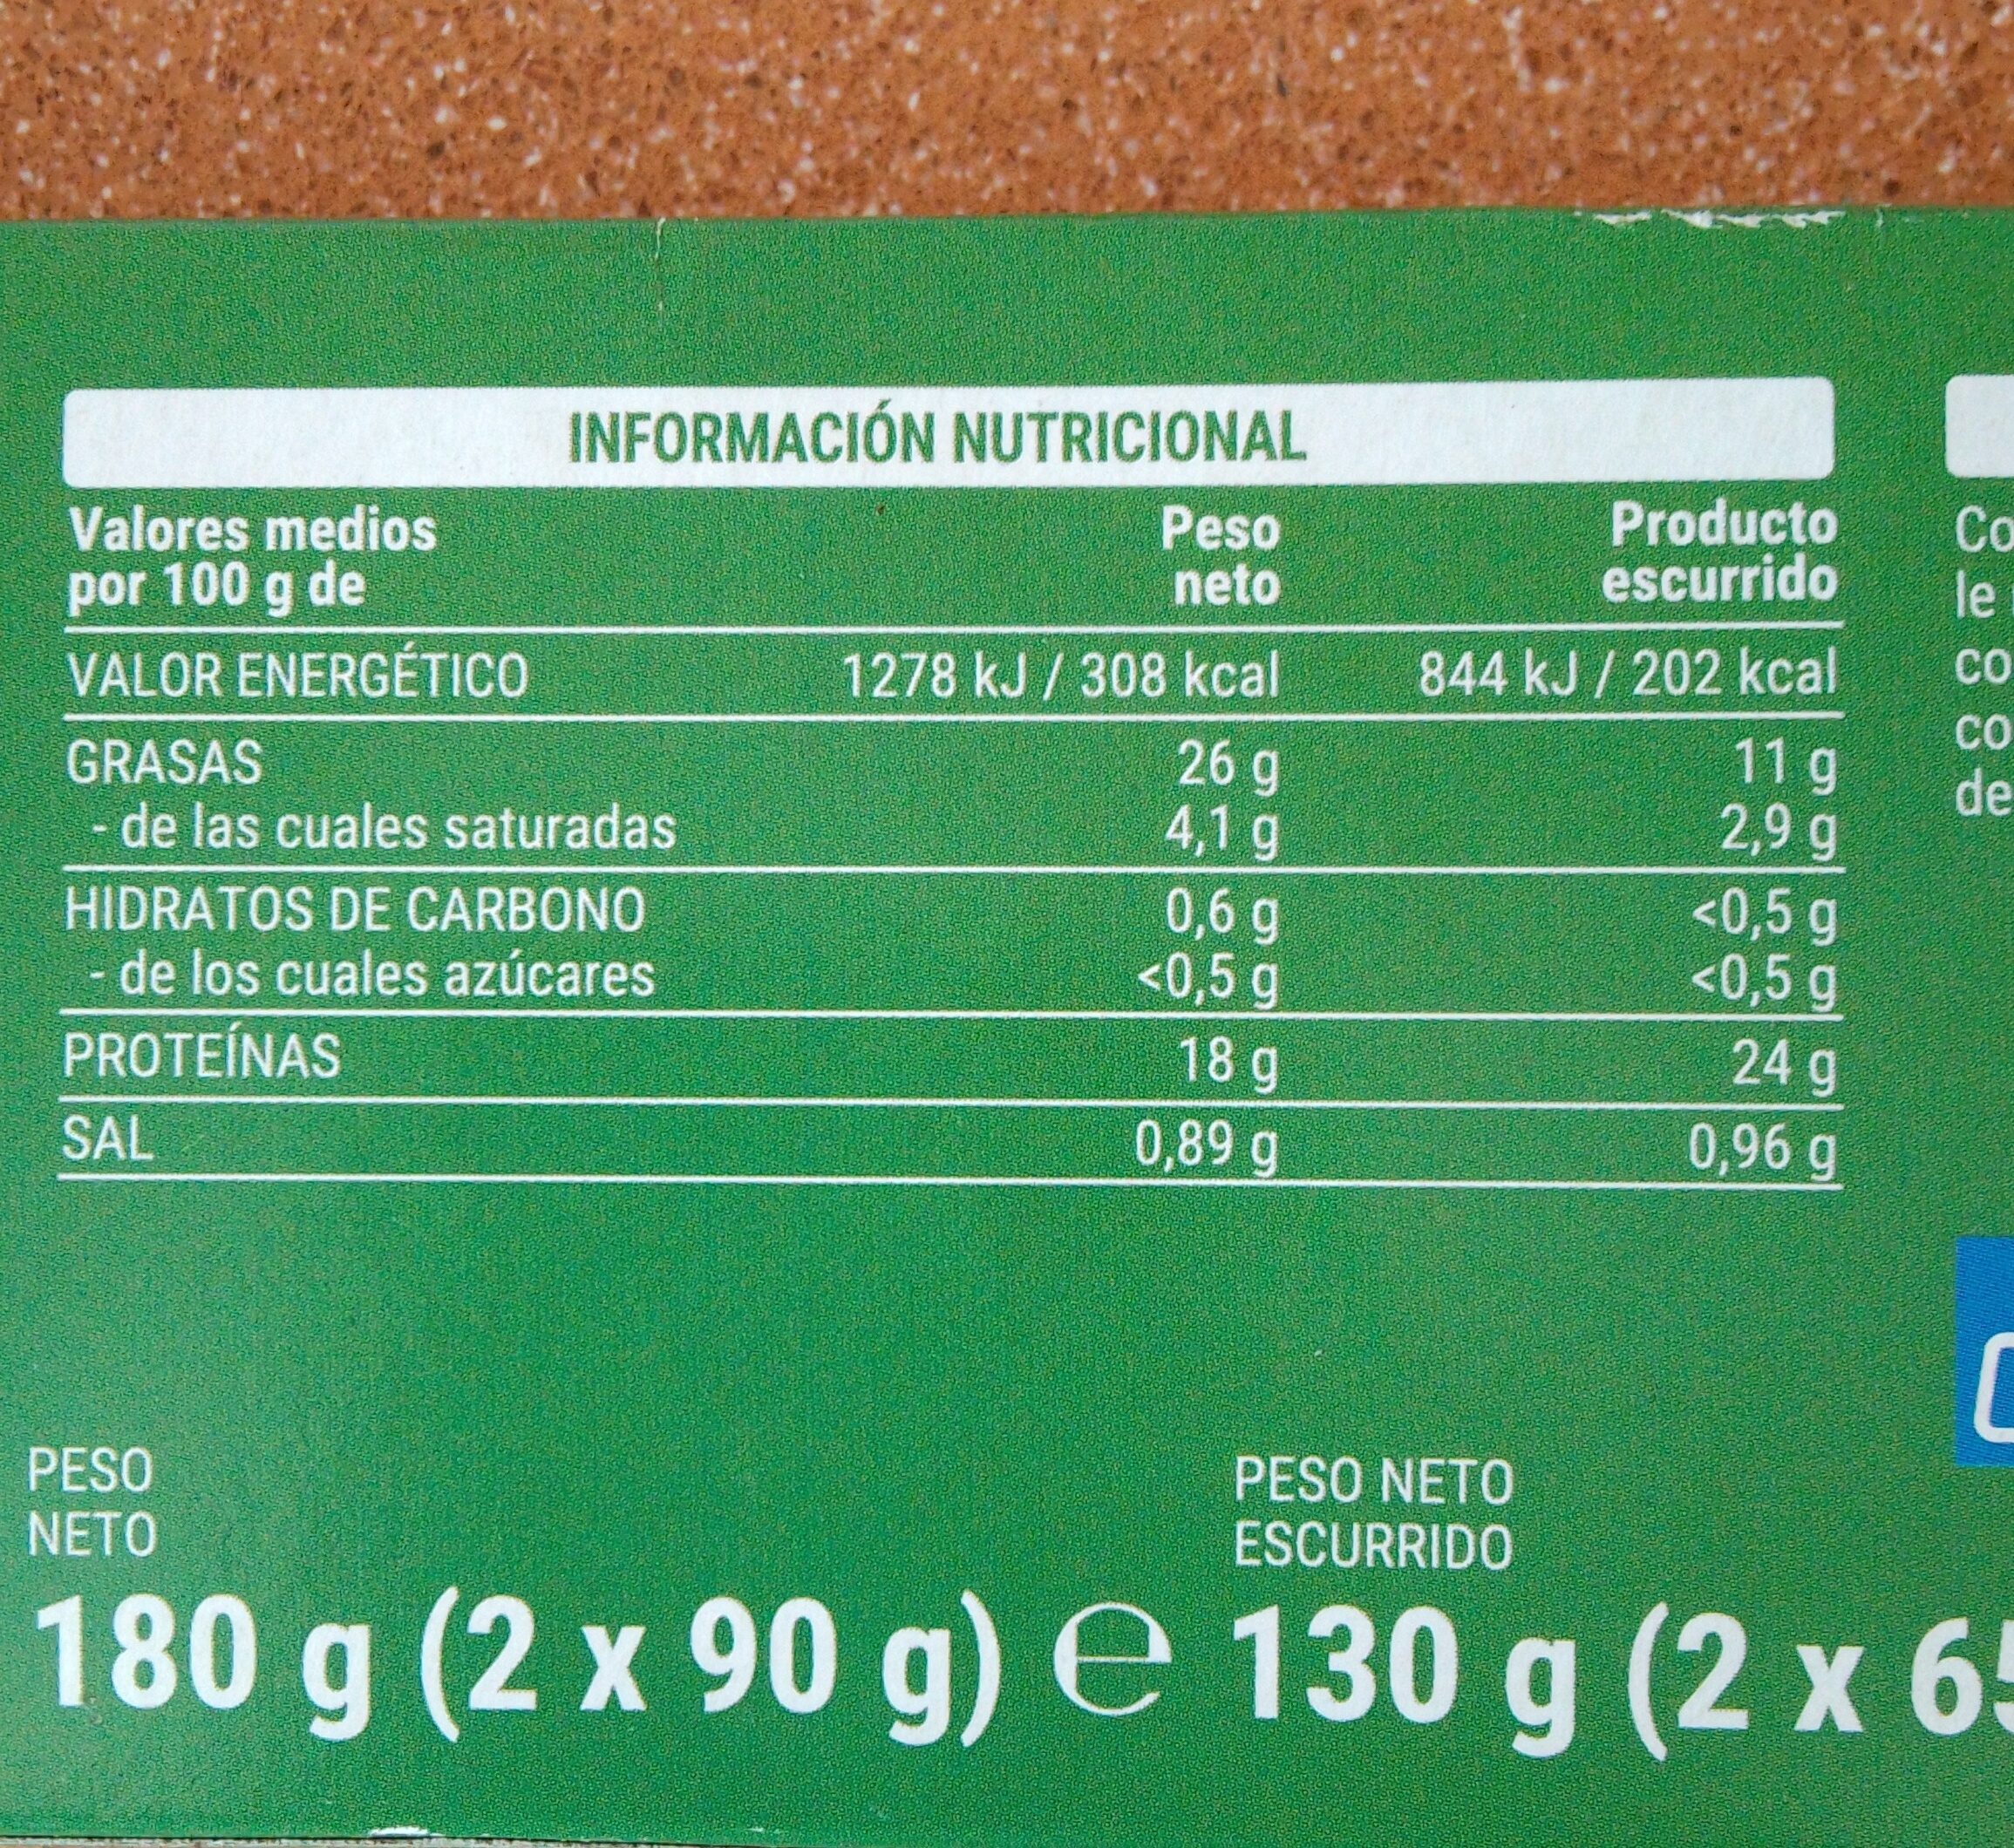 INFORMACIÓN NUTRICIONAL
Valores medios
por 100 g de
Peso
neto
Producto
escurrido
VALOR ENERGÉTICO 1278 kJ / 308 kcal 844 kJ / 202 kcal
GRASAS 26 g 11 g
- de las cuales saturadas 4,1 g 2,9 g
HIDRATOS DE CARBONO 0,6 g <0,5 g
- de los cuales azúcares <0,5 g <0,5 g
PROTEÍNAS 18 g 24 g
SAL 0,89 g 0,96 g
PESO
NETO
180 g (2 x 90 g) e
PESO NETO
ESCURRIDO
130 g (2 x 65
le